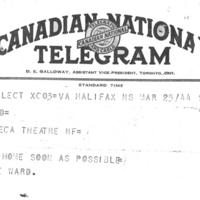 CANADIAN NATIONAL
TELEGRAM
D. E. GALLOWAY, ASSISTANT VICE-PRESIDENT, TORONTO, ONT.
STANDARD TIME
LECT XC03=VA HALIFAX NS MAR 25/44
ECA THEATRE NF=
HOME SOON AS POSSIBLE=
WARD.